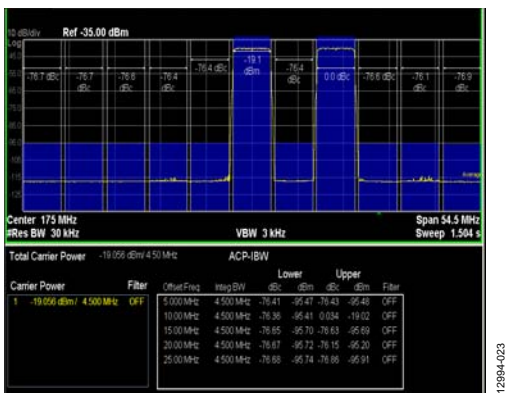 10 dB/div Ref -35.00 dBm
Log
-76.7 dBc -76.7 dBc -76.6 dBc -76.4 dBc -76.4 dBc -19.1 dBm -76.4 dBc 0.0 dBc -76.6 dBc -76.1 dBc -76.9 dBc
Average
Center 175 MHz Span 54.5 MHz
#Res BW 30 kHz VBW 3 kHz Sweep 1.504 s
Total Carrier Power -19.056 dBm/ 4.50 MHz ACP-IBW
Lower Upper
Carrier Power Filter Offset Freq Integ BW dBc dBm dBc dBm Filter
1 -19.056 dBm / 4.500 MHz OFF 5.000 MHz 4.500 MHz -76.41 -95.47 -76.43 -95.48 OFF
10.00 MHz 4.500 MHz -76.36 -95.41 0.034 -19.02 OFF
15.00 MHz 4.500 MHz -76.65 -95.70 -76.63 -95.69 OFF
20.00 MHz 4.500 MHz -76.67 -95.72 -76.15 -95.20 OFF
25.00 MHz 4.500 MHz -76.68 -95.74 -76.86 -95.91 OFF
12994-023